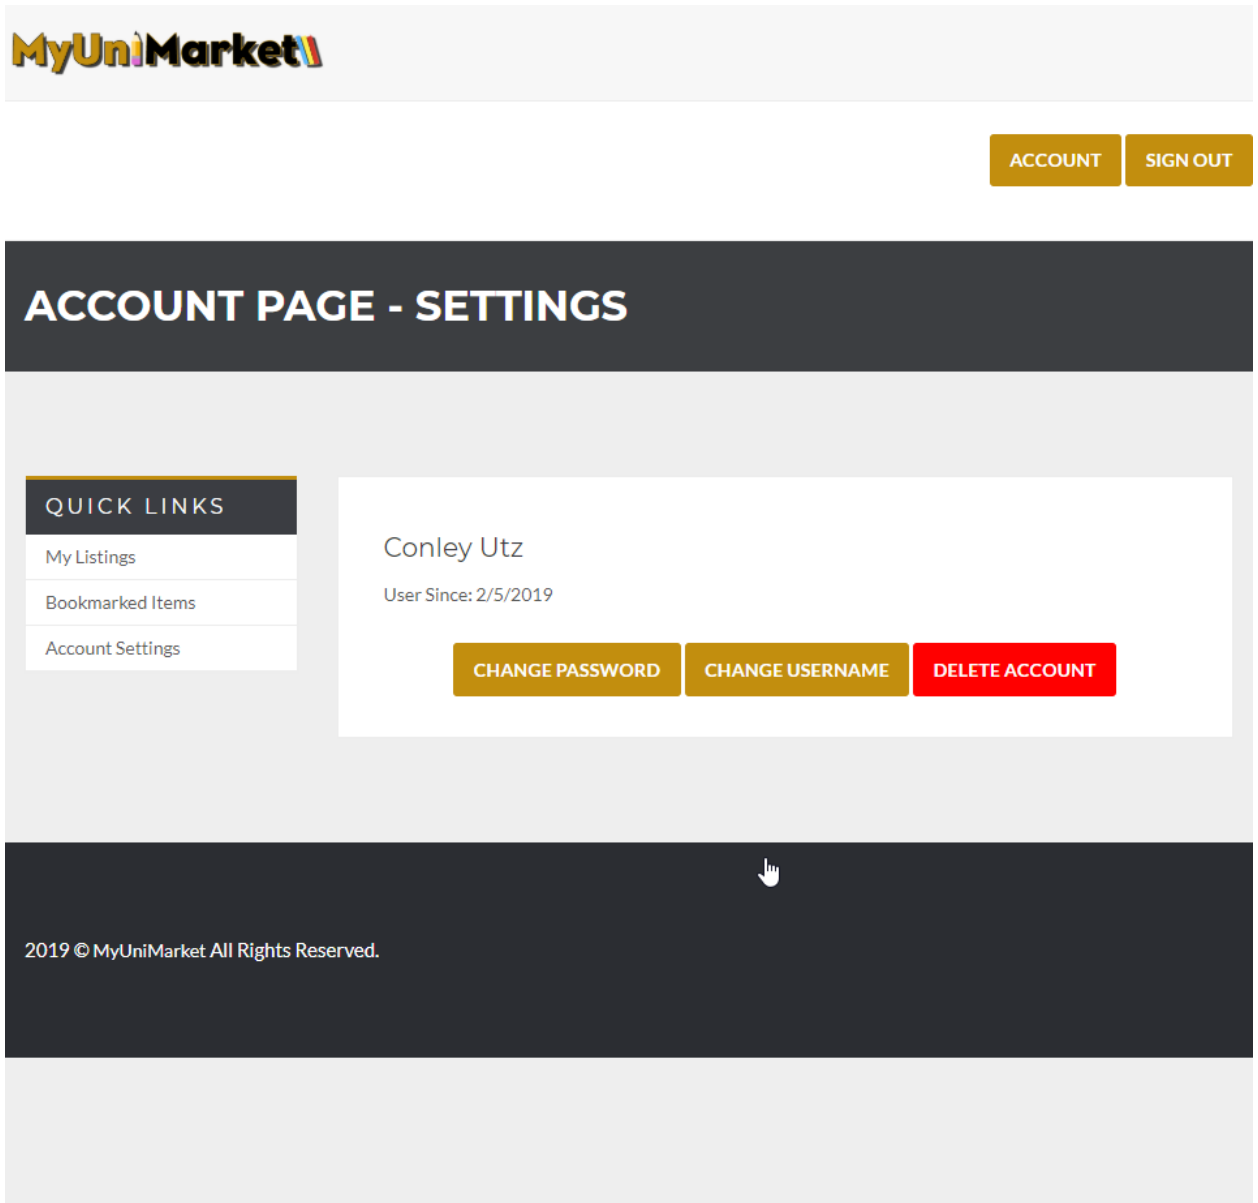 MyUniMarket
ACCOUNT SIGN OUT
ACCOUNT PAGE - SETTINGS
QUICK LINKS
My Listings
Bookmarked Items
Account Settings
Conley Utz
User Since: 2/5/2019
CHANGE PASSWORD CHANGE USERNAME DELETE ACCOUNT
2019 © MyUniMarket All Rights Reserved.